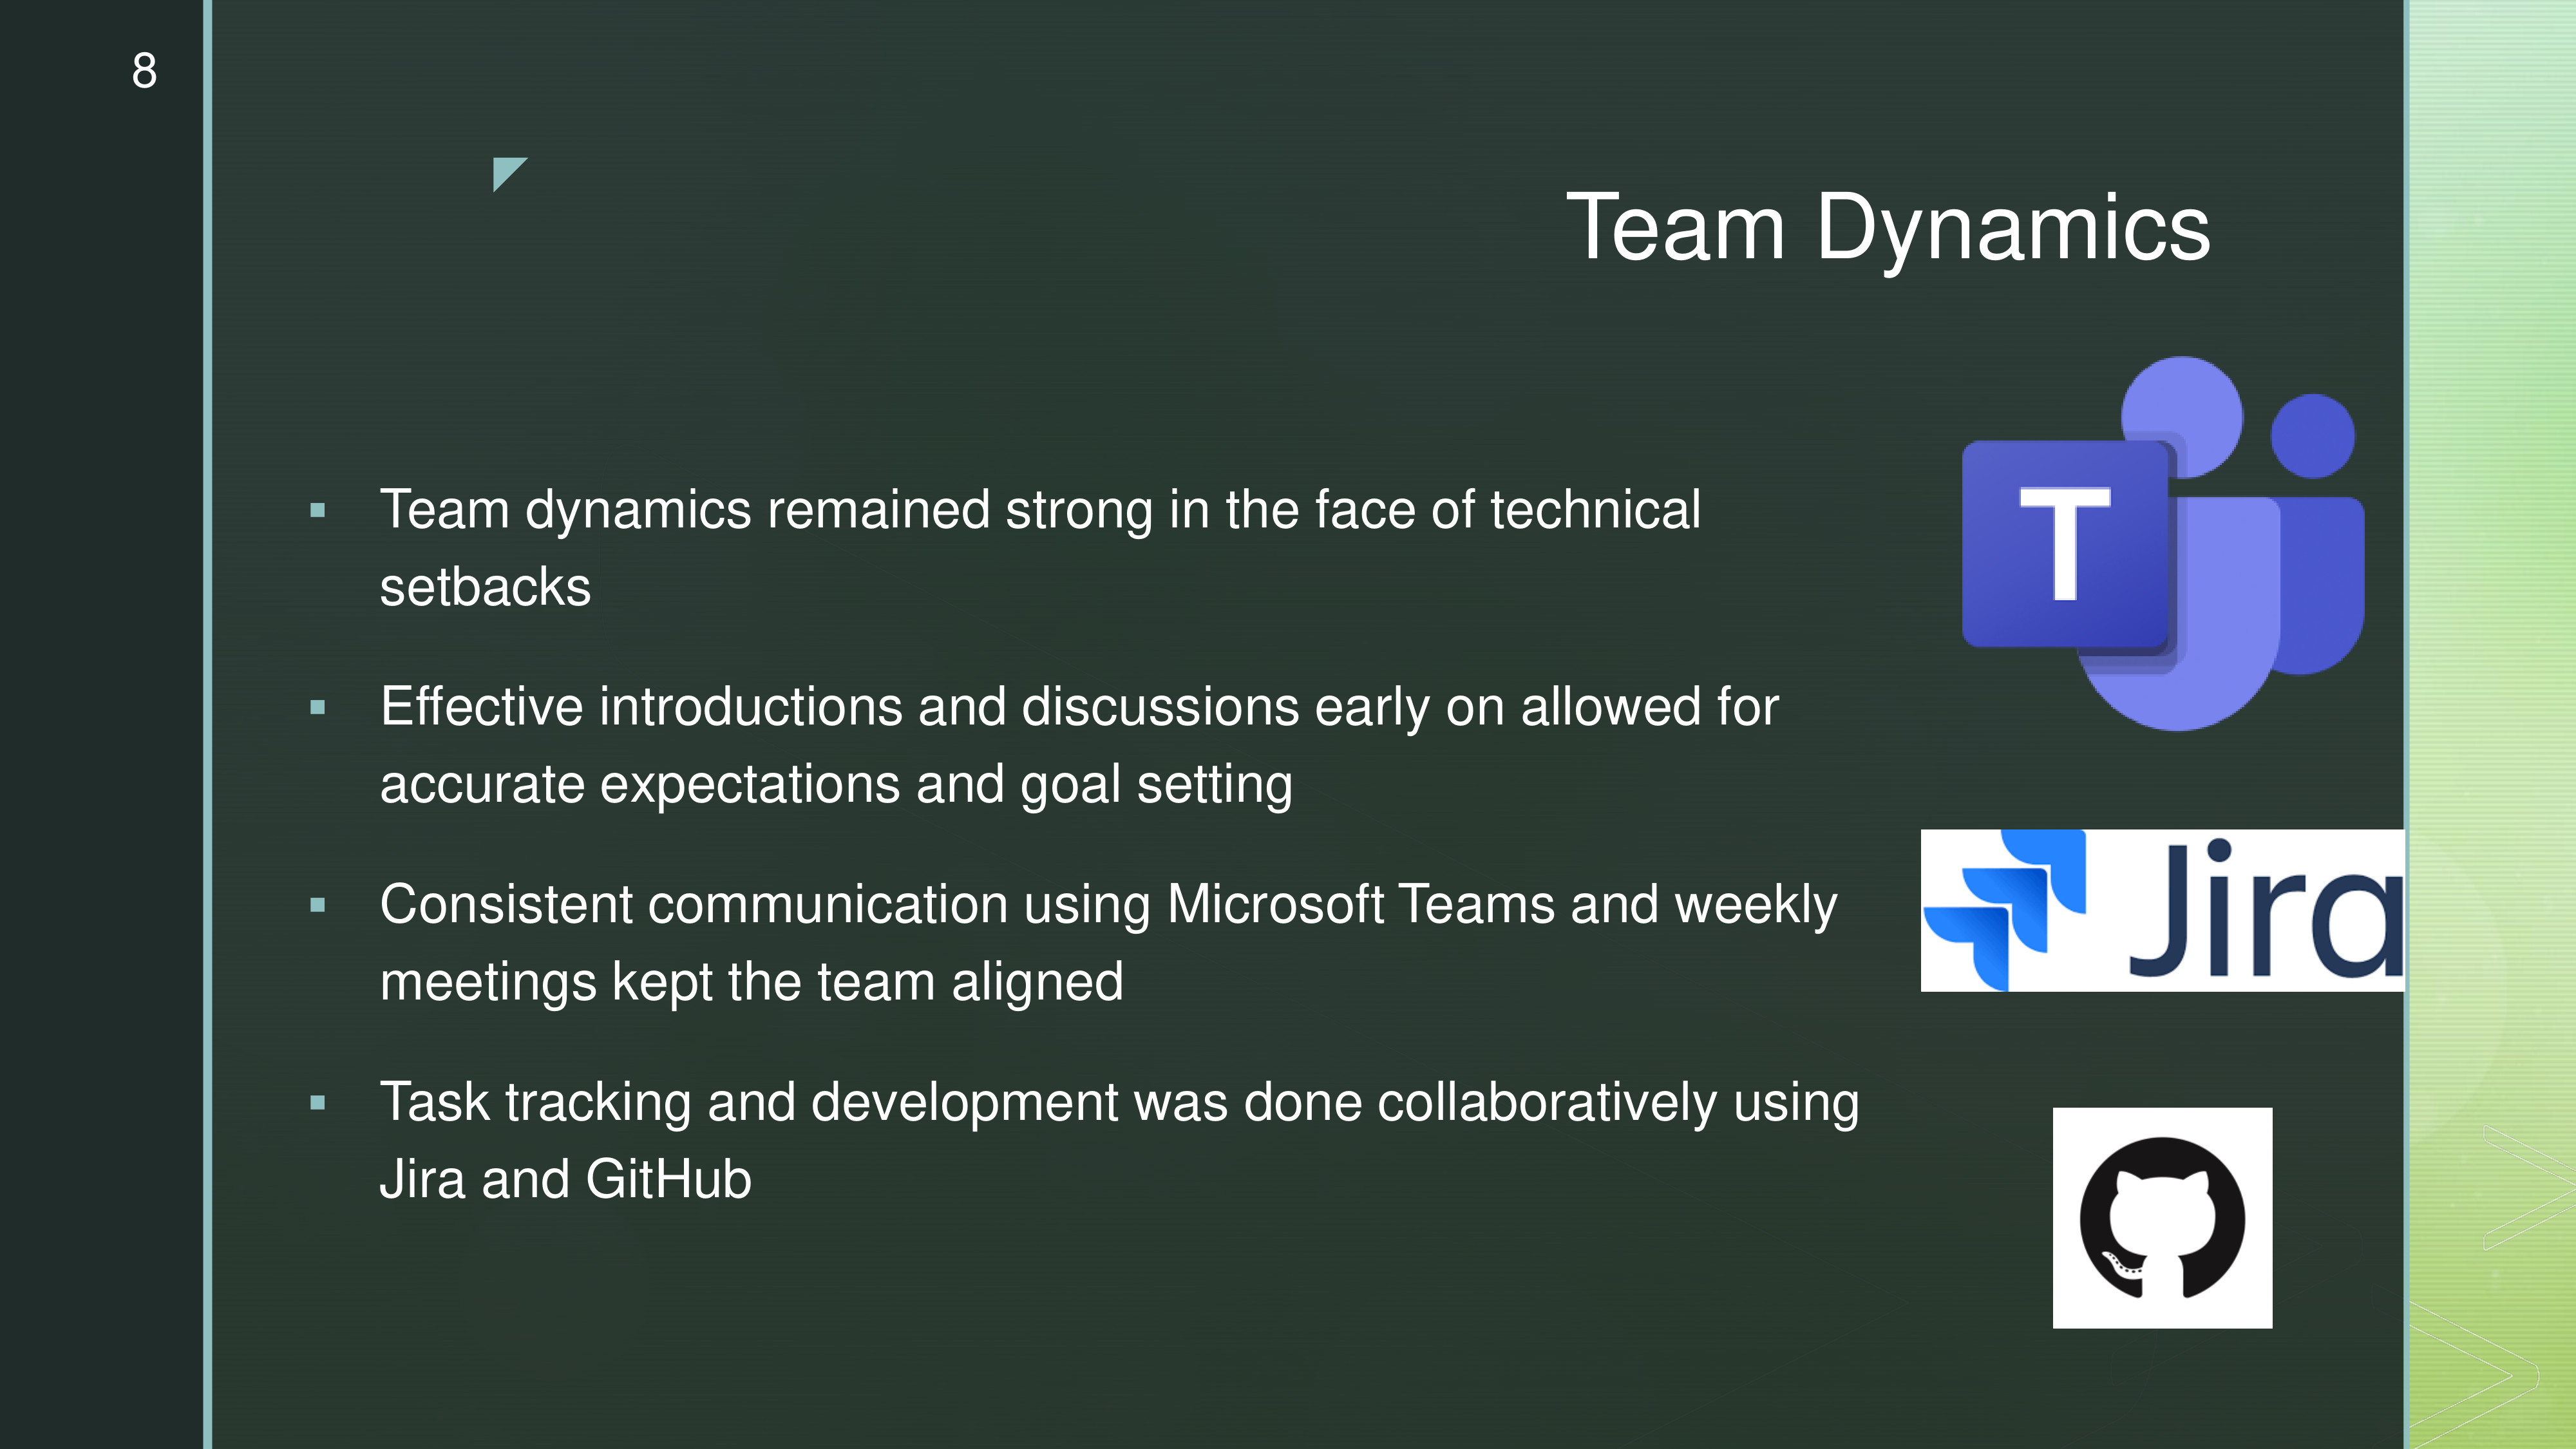 8
Team Dynamics
▪ Team dynamics remained strong in the face of technical
setbacks
▪ Effective introductions and discussions early on allowed for
accurate expectations and goal setting
▪ Consistent communication using Microsoft Teams and weekly
meetings kept the team aligned
▪ Task tracking and development was done collaboratively using
Jira and GitHub
T
Jira